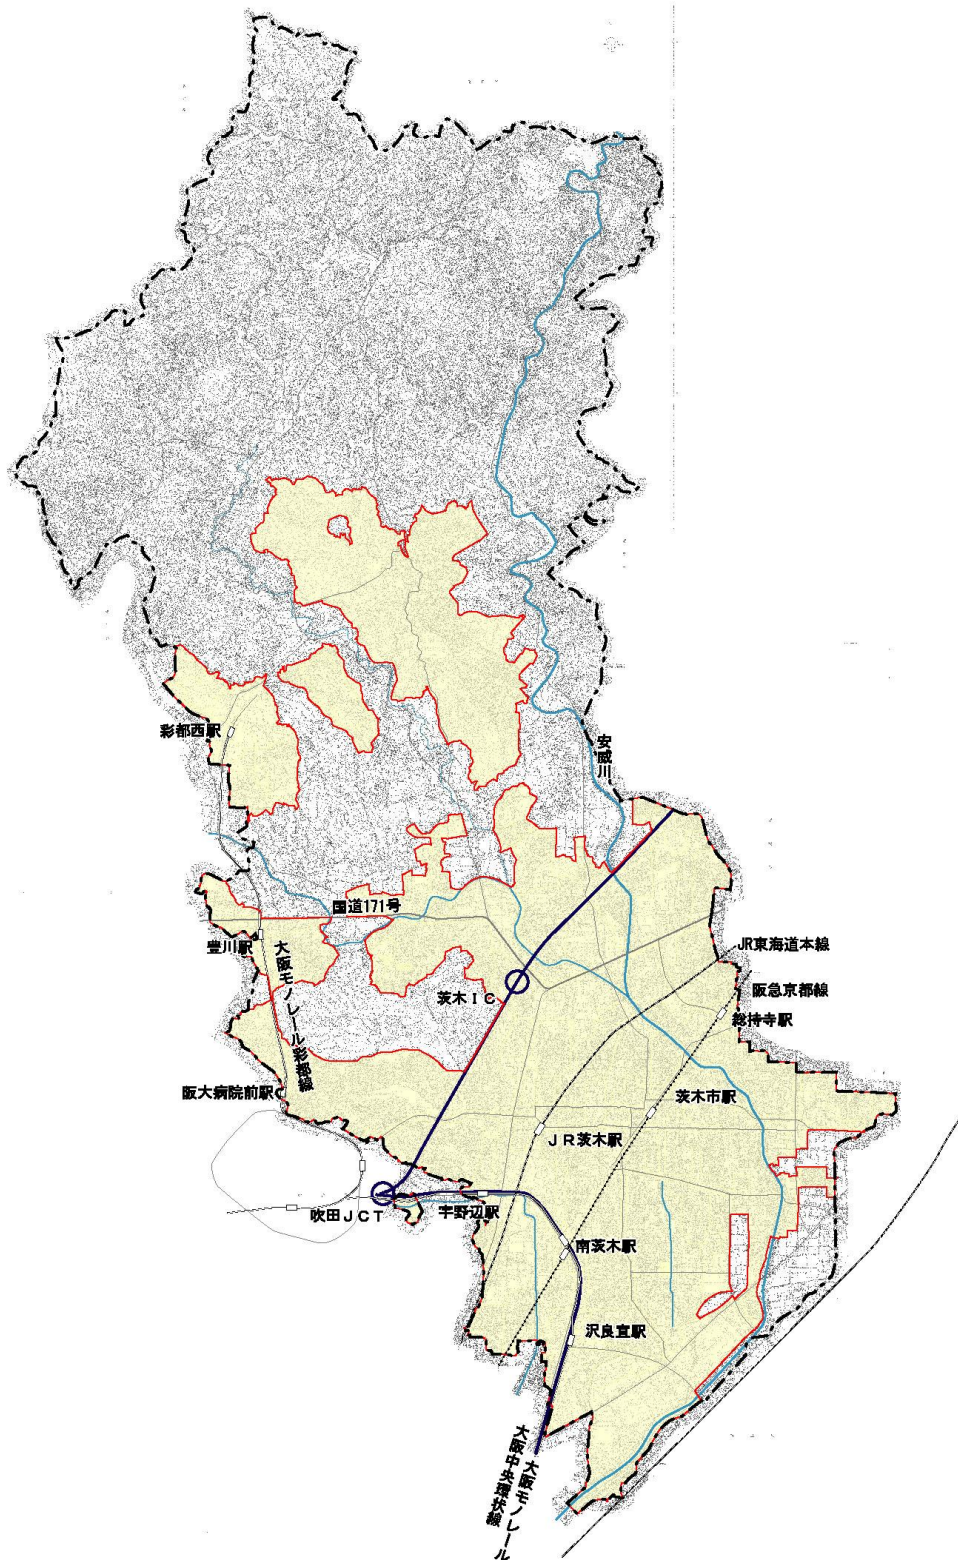 彩都西駅
安威川
国道171号
豊川駅
大阪モノレール彩都線
JR東海道本線
阪急京都線
茨木IC
総持寺駅
阪大病院前駅
茨木市駅
JR茨木駅
吹田JCT
宇野辺駅
南茨木駅
沢良宜駅
大阪モノレール
大阪中央環状線